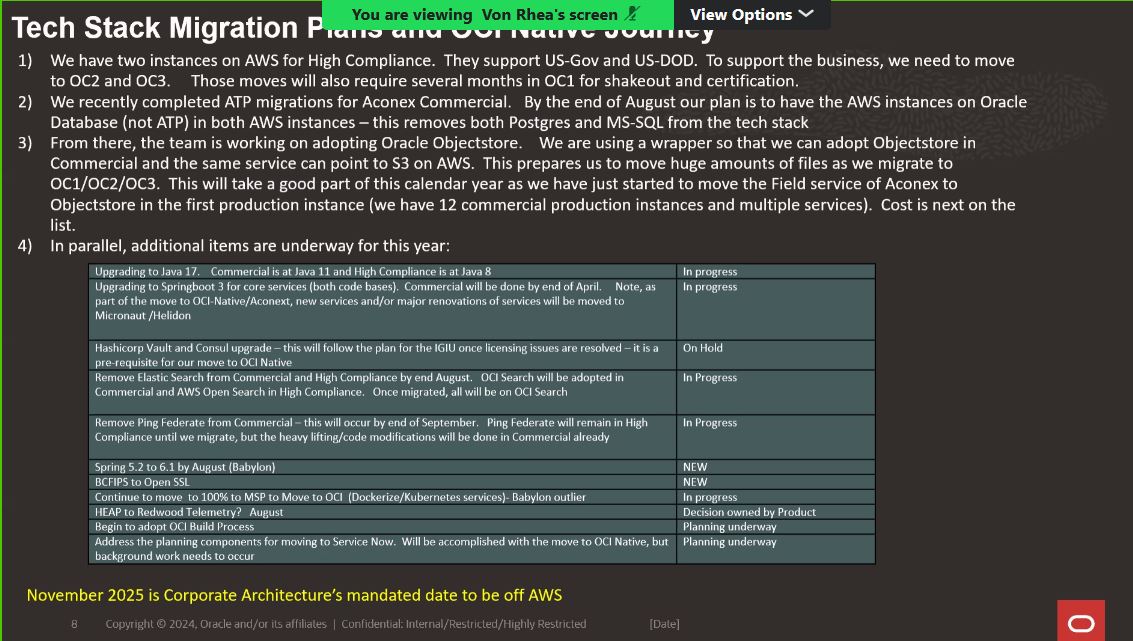 You are viewing Von Rhea's screen
View Options
Tech Stack Migration Plans and OCI Native Journey
1) We have two instances on AWS for High Compliance. They support US-Gov and US-DOD. To support the business, we need to move
to OC2 and OC3. Those moves will also require several months in OC1 for shakeout and certification.
2) We recently completed ATP migrations for Aconex Commercial. By the end of August our plan is to have the AWS instances on Oracle
Database (not ATP) in both AWS instances – this removes both Postgres and MS-SQL from the tech stack
3) From there, the team is working on adopting Oracle Objectstore. We are using a wrapper so that we can adopt Objectstore in
Commercial and the same service can point to S3 on AWS. This prepares us to move huge amounts of files as we migrate to
OC1/OC2/OC3. This will take a good part of this calendar year as we have just started to move the Field service of Aconex to
Objectstore in the first production instance (we have 12 commercial production instances and multiple services). Cost is next on the
list.
4) In parallel, additional items are underway for this year:
Upgrading to Java 17. Commercial is at Java 11 and High Compliance is at Java 8 In progress
Upgrading to Springboot 3 for core services (both code bases). Commercial will be done by end of April. Note, as In progress
part of the move to OCI-Native/Aconext, new services and/or major renovations of services will be moved to
Micronaut /Helidon
Hashicorp Vault and Consul upgrade – this will follow the plan for the IGIU once licensing issues are resolved – it is a On Hold
pre-requisite for our move to OCI Native
Remove Elastic Search from Commercial and High Compliance by end August. OCI Search will be adopted in In Progress
Commercial and AWS Open Search in High Compliance. Once migrated, all will be on OCI Search
Remove Ping Federate from Commercial – this will occur by end of September. Ping Federate will remain in High In Progress
Compliance until we migrate, but the heavy lifting/code modifications will be done in Commercial already
Spring 5.2 to 6.1 by August (Babylon) NEW
BCFIPS to Open SSL NEW
Continue to move to 100% to MSP to Move to OCI (Dockerize/Kubernetes services)- Babylon outlier In progress
HEAP to Redwood Telemetry? August Decision owned by Product
Begin to adopt OCI Build Process Planning underway
Address the planning components for moving to Service Now. Will be accomplished with the move to OCI Native, but Planning underway
background work needs to occur
November 2025 is Corporate Architecture's mandated date to be off AWS
8 Copyright © 2024, Oracle and/or its affiliates | Confidential: Internal/Restricted/Highly Restricted [Date]